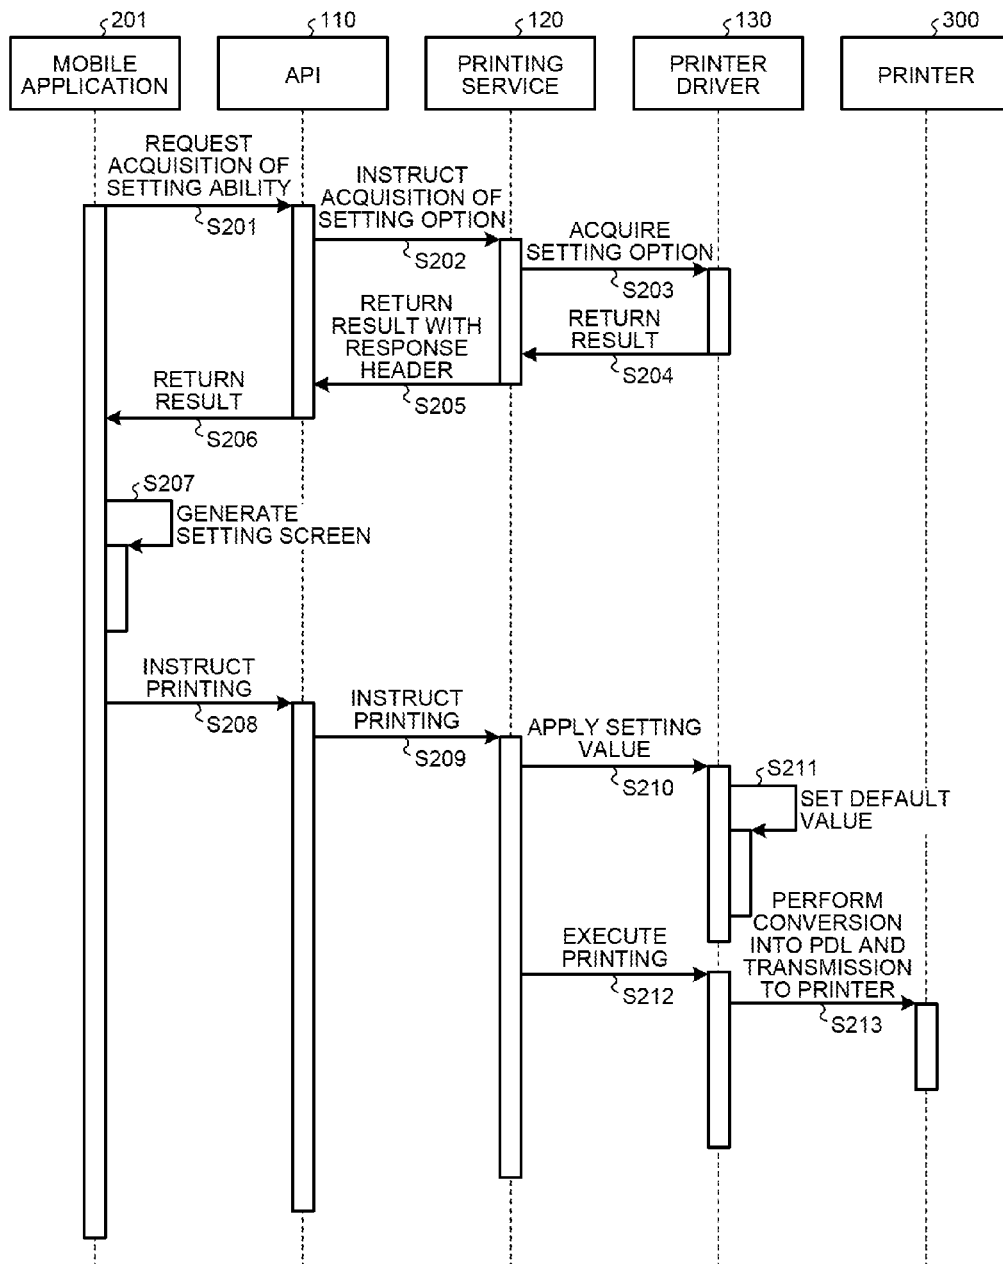 201
110
120
130
300
MOBILE
APPLICATION
API
PRINTING
SERVICE
PRINTER
DRIVER
PRINTER
REQUEST
ACQUISITION OF
SETTING ABILITY
S201
INSTRUCT
ACQUISITION OF
SETTING OPTION
S202
ACQUIRE
SETTING OPTION
S203
RETURN
RESULT
S204
RETURN
RESULT WITH
RESPONSE
HEADER
S205
RETURN
RESULT
S206
S207
GENERATE
SETTING SCREEN
INSTRUCT
PRINTING
S208
INSTRUCT
PRINTING
S209
APPLY SETTING
VALUE
S210
S211
SET DEFAULT
VALUE
EXECUTE
PRINTING
S212
PERFORM
CONVERSION
INTO PDL AND
TRANSMISSION
TO PRINTER
S213